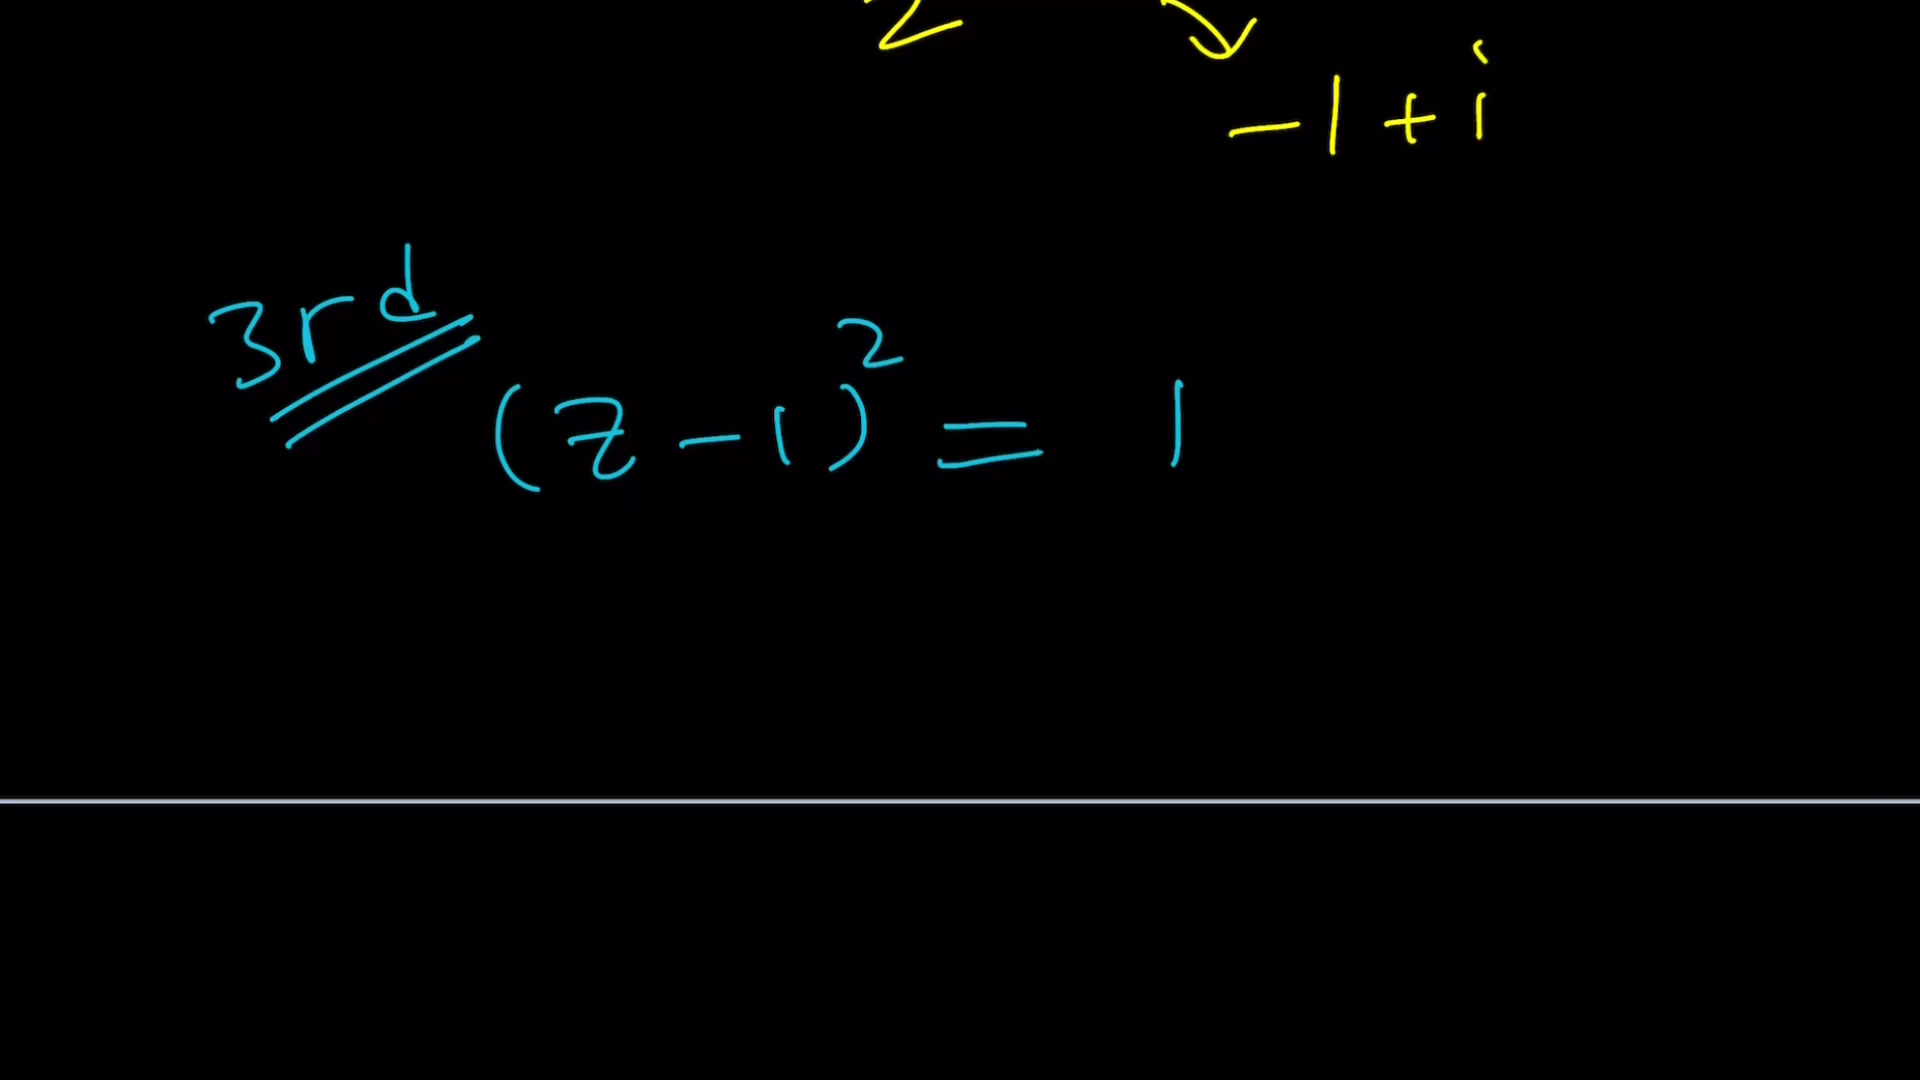 -1+i
3rd
(z-1)² = 1